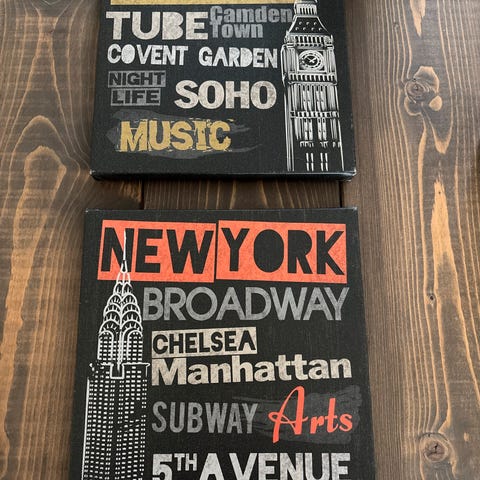 TUBE Camden Town
COVENT GARDEN
NIGHT LIFE SOHO
MUSIC
NEW YORK
BROADWAY
CHELSEA
Manhattan
SUBWAY Arts
5TH AVENUE